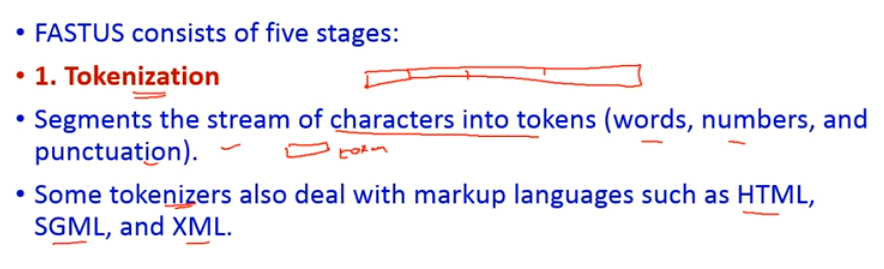 • FASTUS consists of five stages:
• 1. Tokenization
• Segments the stream of characters into tokens (words, numbers, and
punctuation).
• Some tokenizers also deal with markup languages such as HTML,
SGML, and XML.